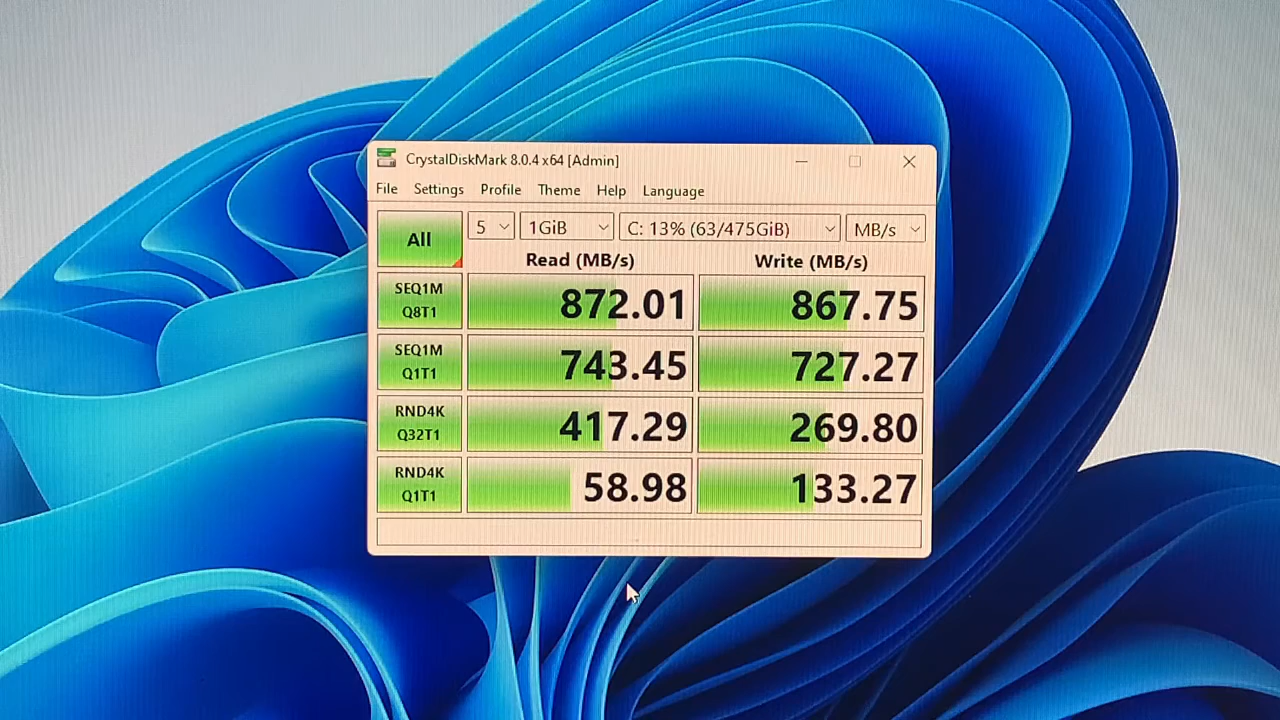 CrystalDiskMark 8.0.4 x64 [Admin]
File Settings Profile Theme Help Language
All 5 1GiB C: 13% (63/475GiB) MB/s
Read (MB/s) Write (MB/s)
SEQ1M
Q8T1
872.01 867.75
SEQ1M
Q1T1
743.45 727.27
RND4K
Q32T1
417.29 269.80
RND4K
Q1T1
58.98 133.27